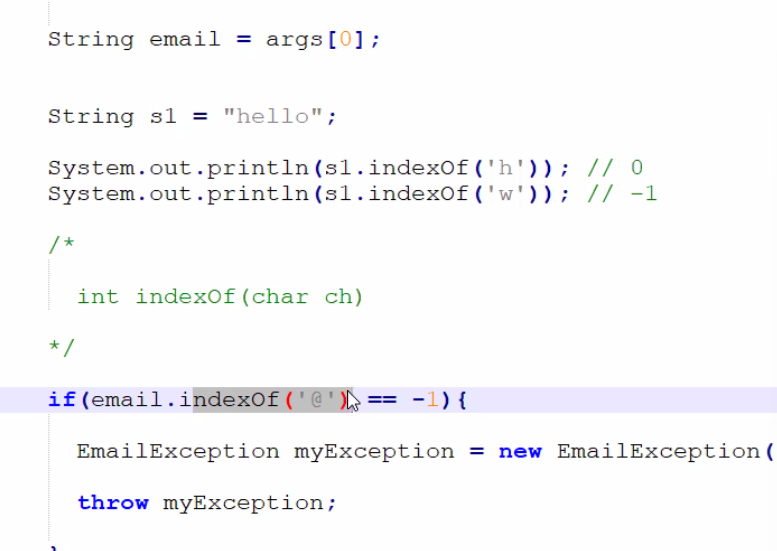 String email = args[0];
String s1 = "hello";
System.out.println(s1.indexOf('h')); // 0
System.out.println(s1.indexOf('w')); // -1
/*
int indexOf(char ch)
*/
if(email.indexOf('@') == -1){
EmailException myException = new EmailException(
throw myException;
}